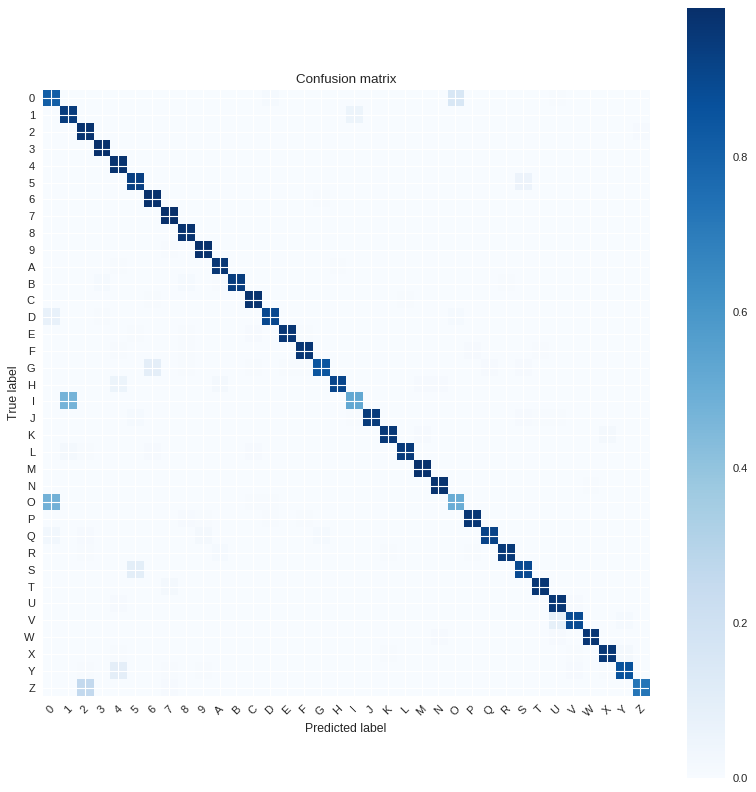 Confusion matrix
0
1
2
3
4
5
6
7
8
9
A
B
C
D
E
F
G
H
I
J
K
L
M
N
O
P
Q
R
S
T
U
V
W
X
Y
Z
True label
0 1 2 3 4 5 6 7 8 9 A B C D E F G H I J K L M N O P Q R S T U V W X Y Z
Predicted label
0.8
0.6
0.4
0.2
0.0